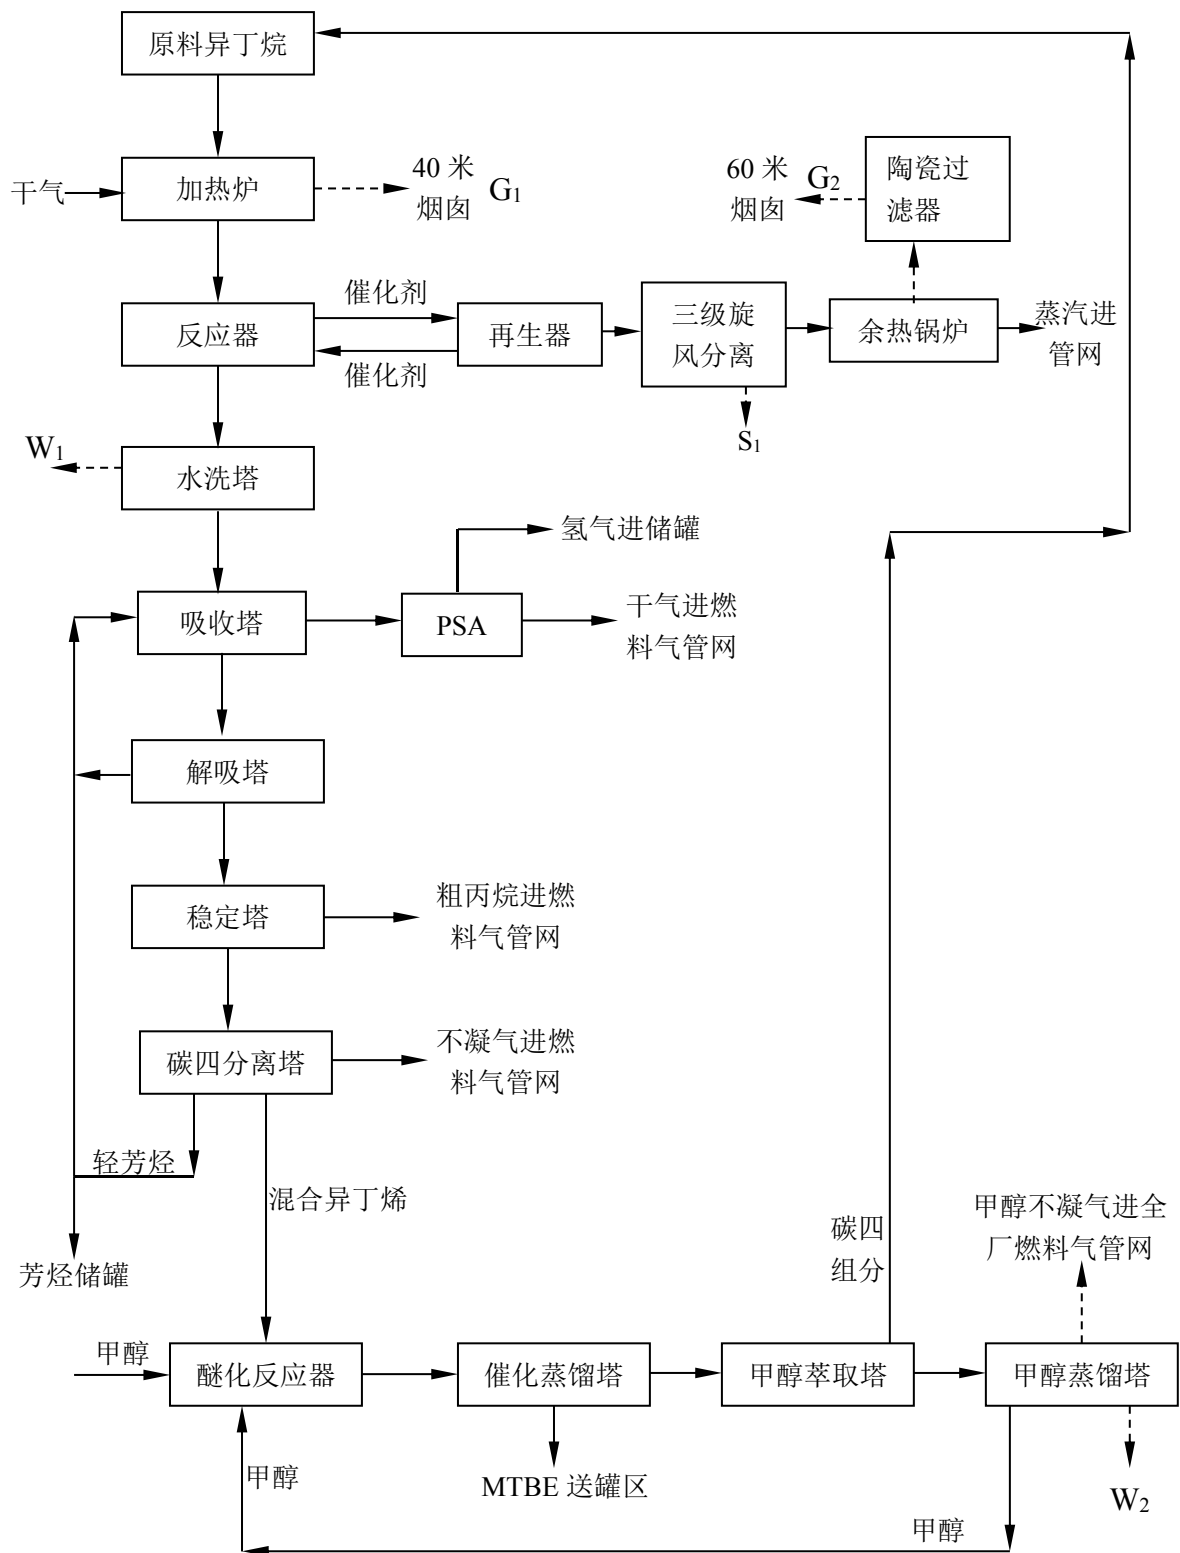 原料异丁烷
干气
加热炉
40 米
烟囱
G₁
60 米
烟囱
G₂
陶瓷过
滤器
反应器
催化剂
催化剂
再生器
三级旋
风分离
余热锅炉
蒸汽进
管网
S₁
W₁
水洗塔
氢气进储罐
吸收塔
PSA
干气进燃
料气管网
解吸塔
稳定塔
粗丙烷进燃
料气管网
碳四分离塔
不凝气进燃
料气管网
轻芳烃
混合异丁烯
芳烃储罐
碳四
组分
甲醇不凝气进全
厂燃料气管网
甲醇
醚化反应器
催化蒸馏塔
甲醇萃取塔
甲醇蒸馏塔
甲醇
MTBE 送罐区
W₂
甲醇